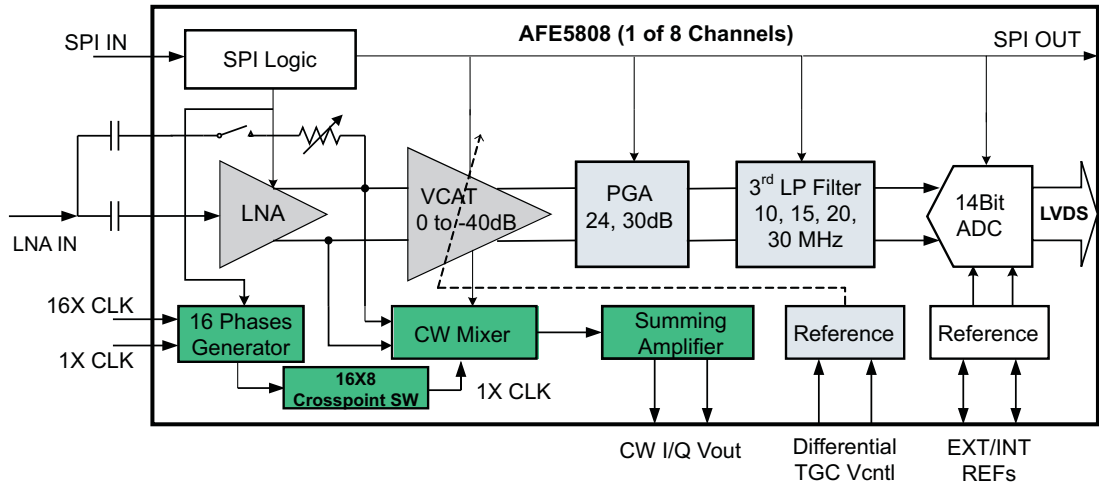 AFE5808 (1 of 8 Channels)
SPI IN
SPI Logic
SPI OUT
LNA IN
LNA
VCAT
0 to -40dB
PGA
24, 30dB
3rd LP Filter
10, 15, 20,
30 MHz
14Bit
ADC
LVDS
16X CLK
1X CLK
16 Phases
Generator
CW Mixer
Summing
Amplifier
Reference
Reference
16X8
Crosspoint SW
1X CLK
CW I/Q Vout
Differential
TGC Vcntl
EXT/INT
REFs